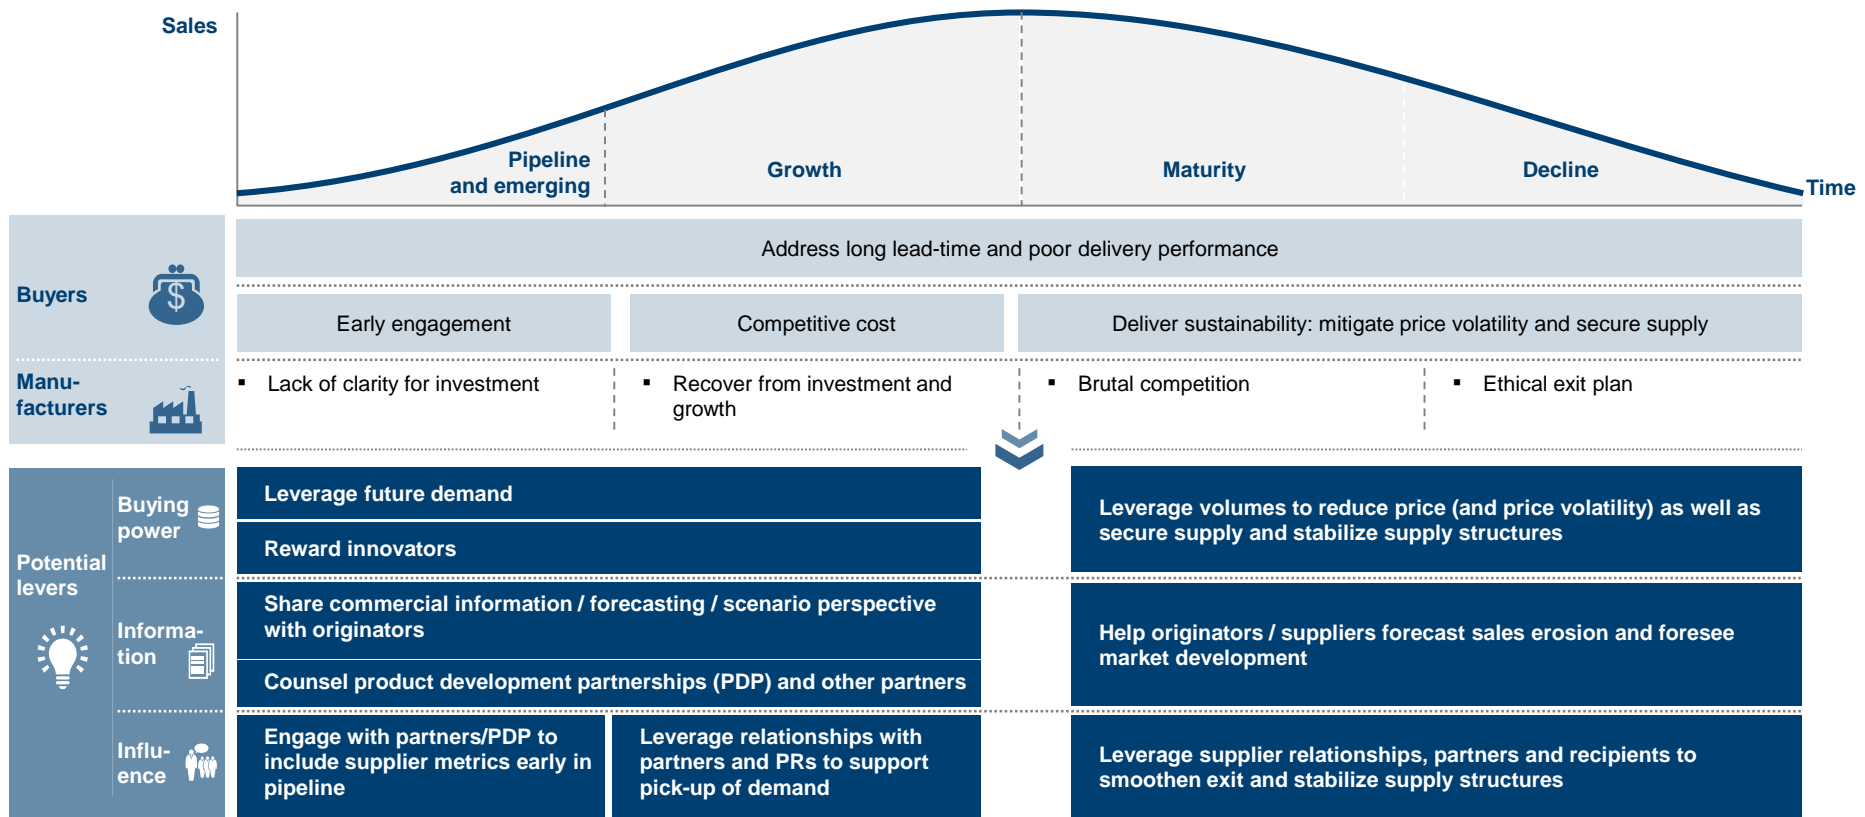 Sales
Pipeline
and emerging
Growth
Maturity
Decline
Time
Buyers
$
Address long lead-time and poor delivery performance
Early engagement
Competitive cost
Deliver sustainability: mitigate price volatility and secure supply
Manu-
facturers
▪ Lack of clarity for investment
▪ Recover from investment and
growth
▪ Brutal competition
▪ Ethical exit plan
Potential
levers
Buying
power
Leverage future demand
Reward innovators
Leverage volumes to reduce price (and price volatility) as well as
secure supply and stabilize supply structures
Informa-
tion
Share commercial information / forecasting / scenario perspective
with originators
Counsel product development partnerships (PDP) and other partners
Help originators / suppliers forecast sales erosion and foresee
market development
Influ-
ence
Engage with partners/PDP to
include supplier metrics early in
pipeline
Leverage relationships with
partners and PRs to support
pick-up of demand
Leverage supplier relationships, partners and recipients to
smoothen exit and stabilize supply structures